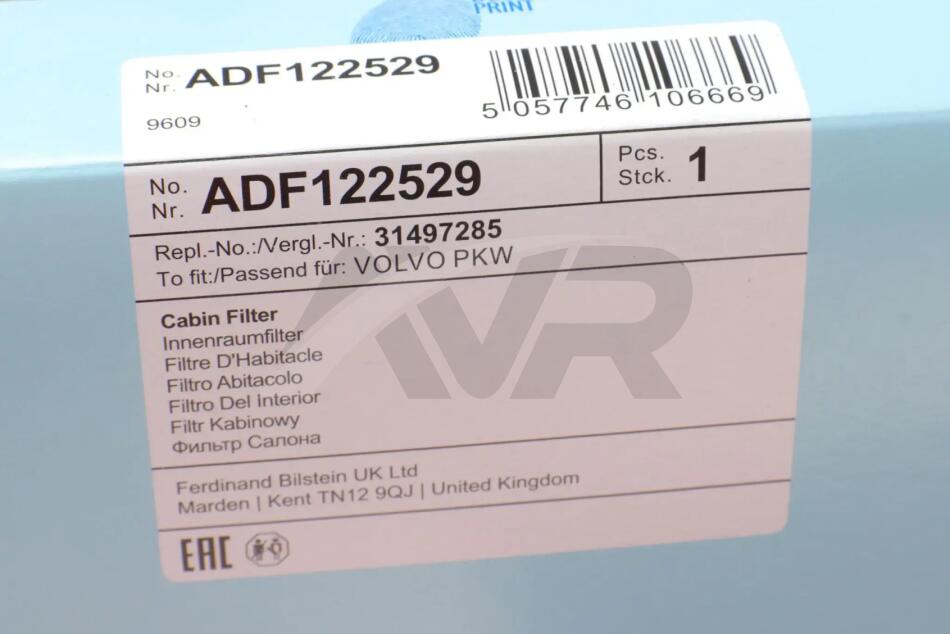 PRINT
No.
Nr. ADF122529
9609
5 057746 106669
No.
Nr. ADF122529
Pcs.
Stck. 1
Repl.-No.:/Vergl.-Nr.: 31497285
To fit:/Passend für: VOLVO PKW
Cabin Filter
Innenraumfilter
Filtre D'Habitacle
Filtro Abitacolo
Filtro Del Interior
Filtr Kabinowy
Фильтр Салона
Ferdinand Bilstein UK Ltd
Marden | Kent TN12 9QJ | United Kingdom
EAC